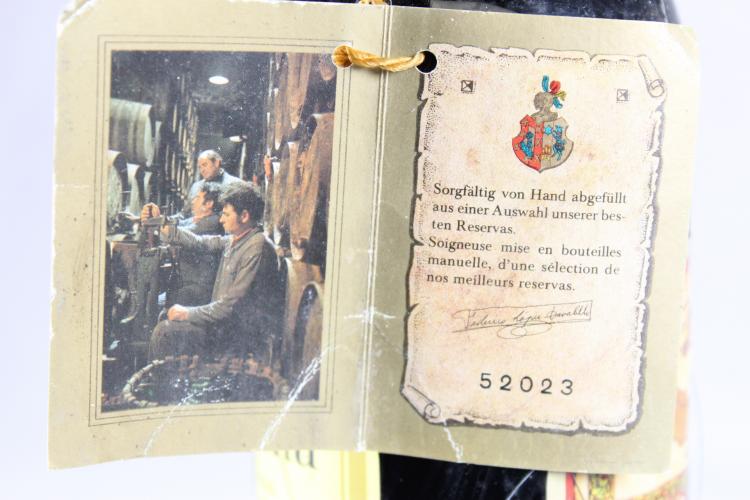 Sorgfältig von Hand abgefüllt
aus einer Auswahl unserer bes-
ten Reservas.
Soigneuse mise en bouteilles
manuelle, d'une sélection de
nos meilleurs reservas.
52023